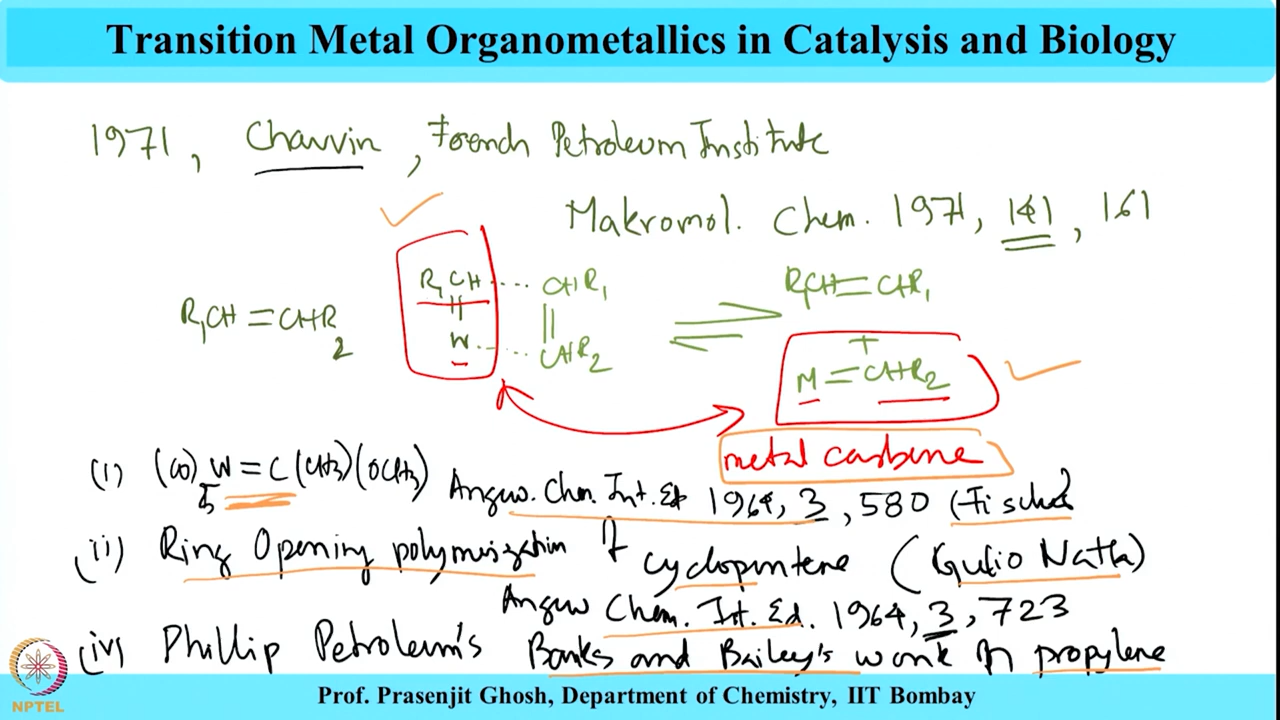 Transition Metal Organometallics in Catalysis and Biology
1971, Chauvin, French Petroleum Institute
Makromol. Chem. 1971, 141, 161
R₁CH=CHR₂
R₁CH ... CHR₁
W ... CHR₂
R₁CH=CHR₁
+
M=CHR₂
metal carbene
(i) (CO)₅W=C(CH₃)(OCH₃) Angew. Chm. Int. Ed 1964, 3, 580 (Fischer)
(ii) Ring Opening polymerization of cyclopentene (Gulio Natta)
Angew Chem. Int. Ed. 1964, 3, 723
(iv) Phillip Petroleum's Banks and Bailey's work on propylene
NPTEL
Prof. Prasenjit Ghosh, Department of Chemistry, IIT Bombay